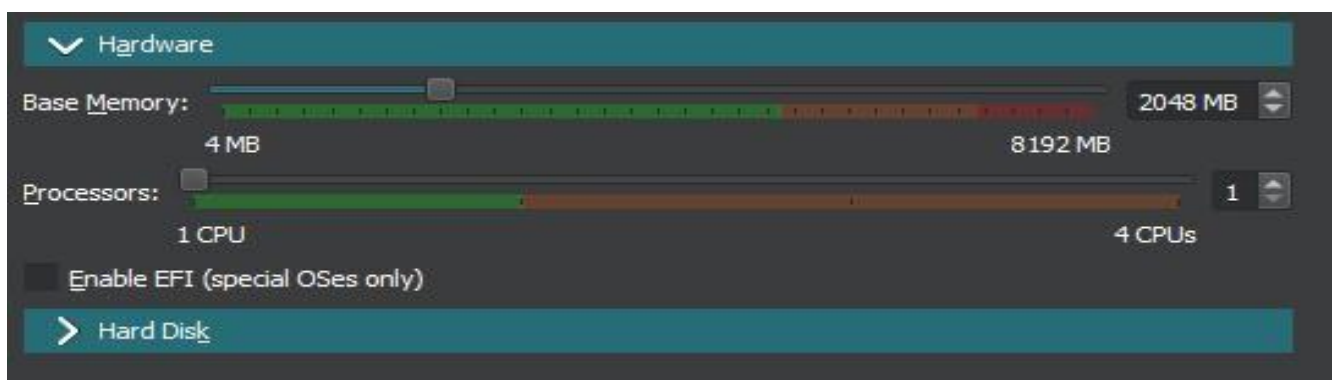 Hardware
Base Memory: 2048 MB
4 MB 8192 MB
Processors: 1
1 CPU 4 CPUs
Enable EFI (special OSes only)
Hard Disk